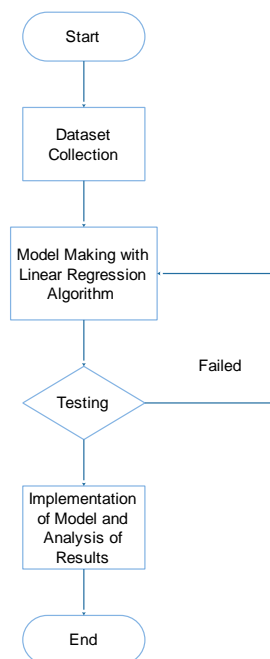 Start
Dataset
Collection
Model Making with
Linear Regression
Algorithm
Failed
Testing
Implementation
of Model and
Analysis of
Results
End